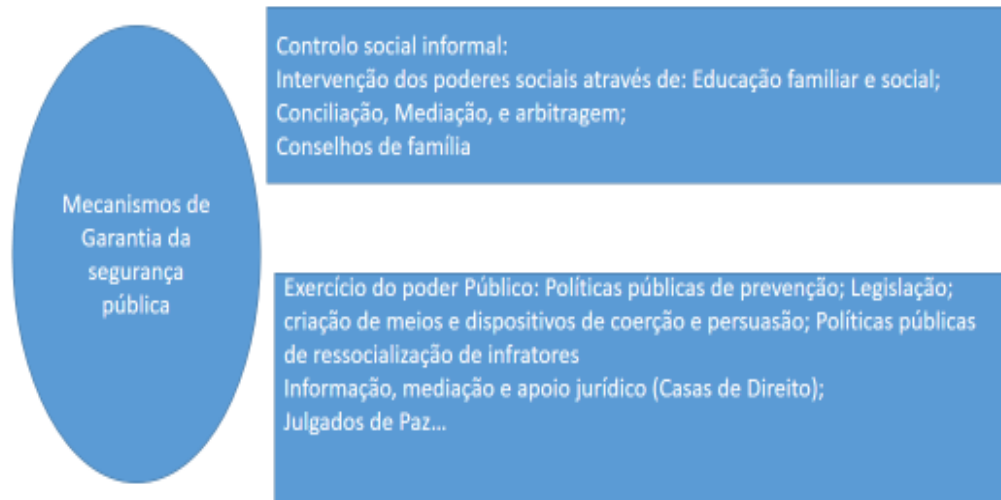 Mecanismos de
Garantia da
segurança
pública
Controlo social informal:
Intervenção dos poderes sociais através de: Educação familiar e social;
Conciliação, Mediação, e arbitragem;
Conselhos de família
Exercício do poder Público: Políticas públicas de prevenção; Legislação;
criação de meios e dispositivos de coerção e persuasão; Políticas públicas
de ressocialização de infratores
Informação, mediação e apoio jurídico (Casas de Direito);
Julgados de Paz...